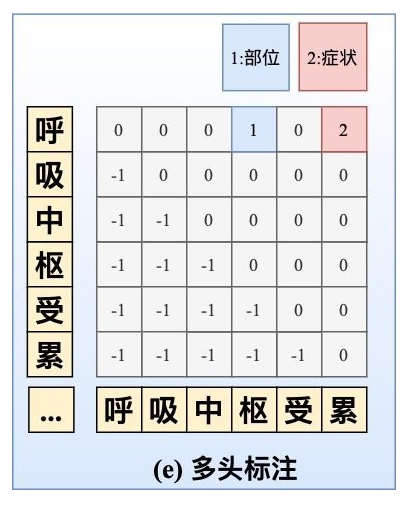 1:部位 2:症状
呼 0 0 0 1 0 2
吸 -1 0 0 0 0 0
中 -1 -1 0 0 0 0
枢 -1 -1 -1 0 0 0
受 -1 -1 -1 -1 0 0
累 -1 -1 -1 -1 -1 0
... 呼 吸 中 枢 受 累
(e) 多头标注